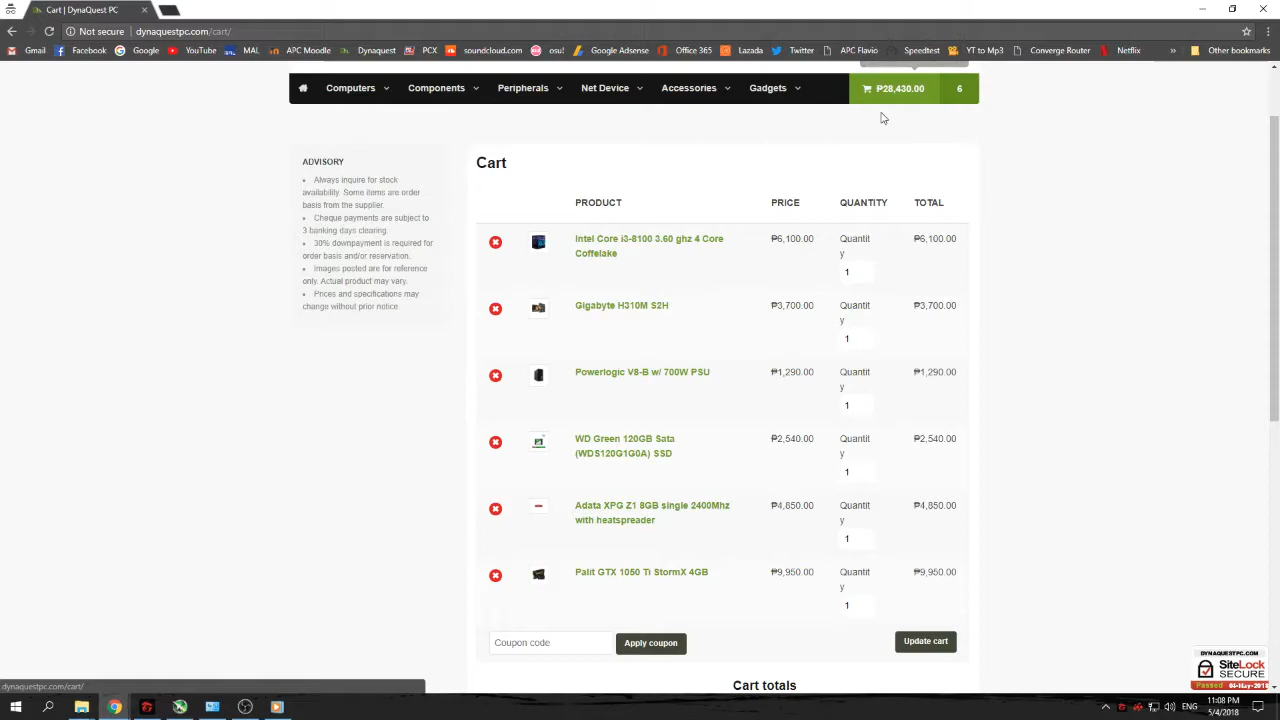 Cart | DynaQuest PC
Not secure | dynaquestpc.com/cart/
Gmail Facebook Google YouTube MAL APC Moodle Dynaquest PCX soundcloud.com osu! Google Adsense Office 365 Lazada Twitter APC Flavio Speedtest YT to Mp3 Converge Router Netflix » Other bookmarks
Computers Components Peripherals Net Device Accessories Gadgets ₱28,430.00 6
ADVISORY
• Always inquire for stock
availability. Some items are order
basis from the supplier.
• Cheque payments are subject to
3 banking days clearing.
• 30% downpayment is required for
order basis and/or reservation.
• Images posted are for reference
only. Actual product may vary.
• Prices and specifications may
change without prior notice.
Cart
PRODUCT PRICE QUANTITY TOTAL
Intel Core i3-8100 3.60 ghz 4 Core ₱6,100.00 Quantit ₱6,100.00
Coffelake y
1
Gigabyte H310M S2H ₱3,700.00 Quantit ₱3,700.00
y
1
Powerlogic V8-B w/ 700W PSU ₱1,290.00 Quantit ₱1,290.00
y
1
WD Green 120GB Sata ₱2,540.00 Quantit ₱2,540.00
(WDS120G1G0A) SSD y
1
Adata XPG Z1 8GB single 2400Mhz ₱4,850.00 Quantit ₱4,850.00
with heatspreader y
1
Palit GTX 1050 Ti StormX 4GB ₱9,950.00 Quantit ₱9,950.00
y
1
Coupon code Apply coupon Update cart
Cart totals
DYNAQUESTPC.COM
SiteLock
SECURE
Passed 04-May-2018
dynaquestpc.com/cart/
ENG
11:08 PM
5/4/2018